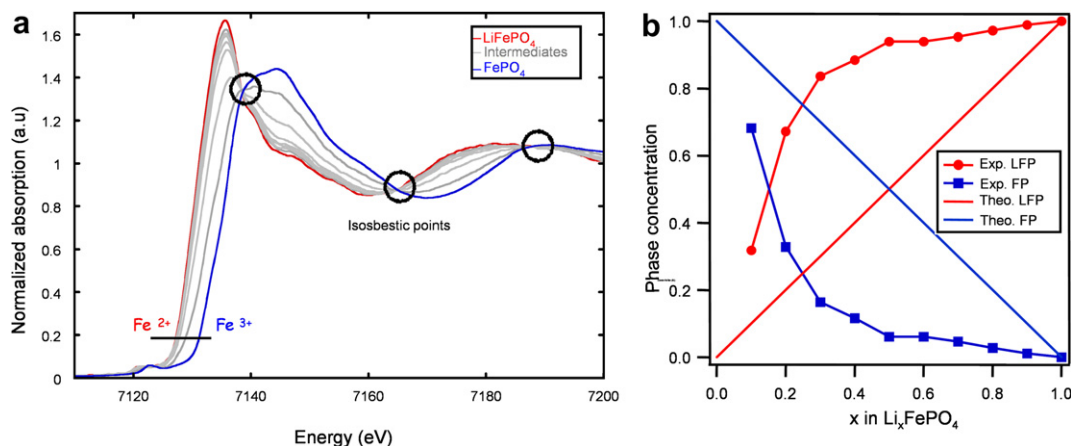 a
Normalized absorption (a.u)
1.6
1.4
1.2
1.0
0.8
0.6
0.4
0.2
0
LiFePO4
Intermediates
FePO4
Isosbestic points
Fe 2+
Fe 3+
7120
7140
7160
7180
7200
Energy (eV)
b
Phase concentration
1.0
0.8
0.6
0.4
0.2
0.0
Exp. LFP
Exp. FP
Theo. LFP
Theo. FP
0.0
0.2
0.4
0.6
0.8
1.0
x in LixFePO4